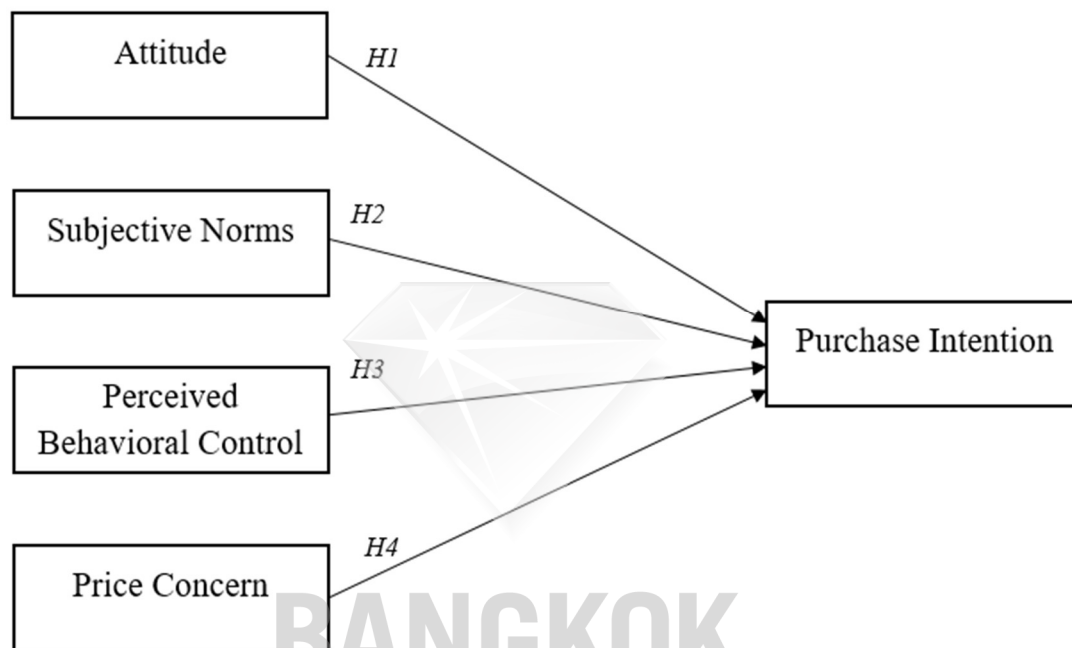 Attitude
H1
Subjective Norms
H2
Perceived
Behavioral Control
H3
Price Concern
H4
Purchase Intention
BANGKOK